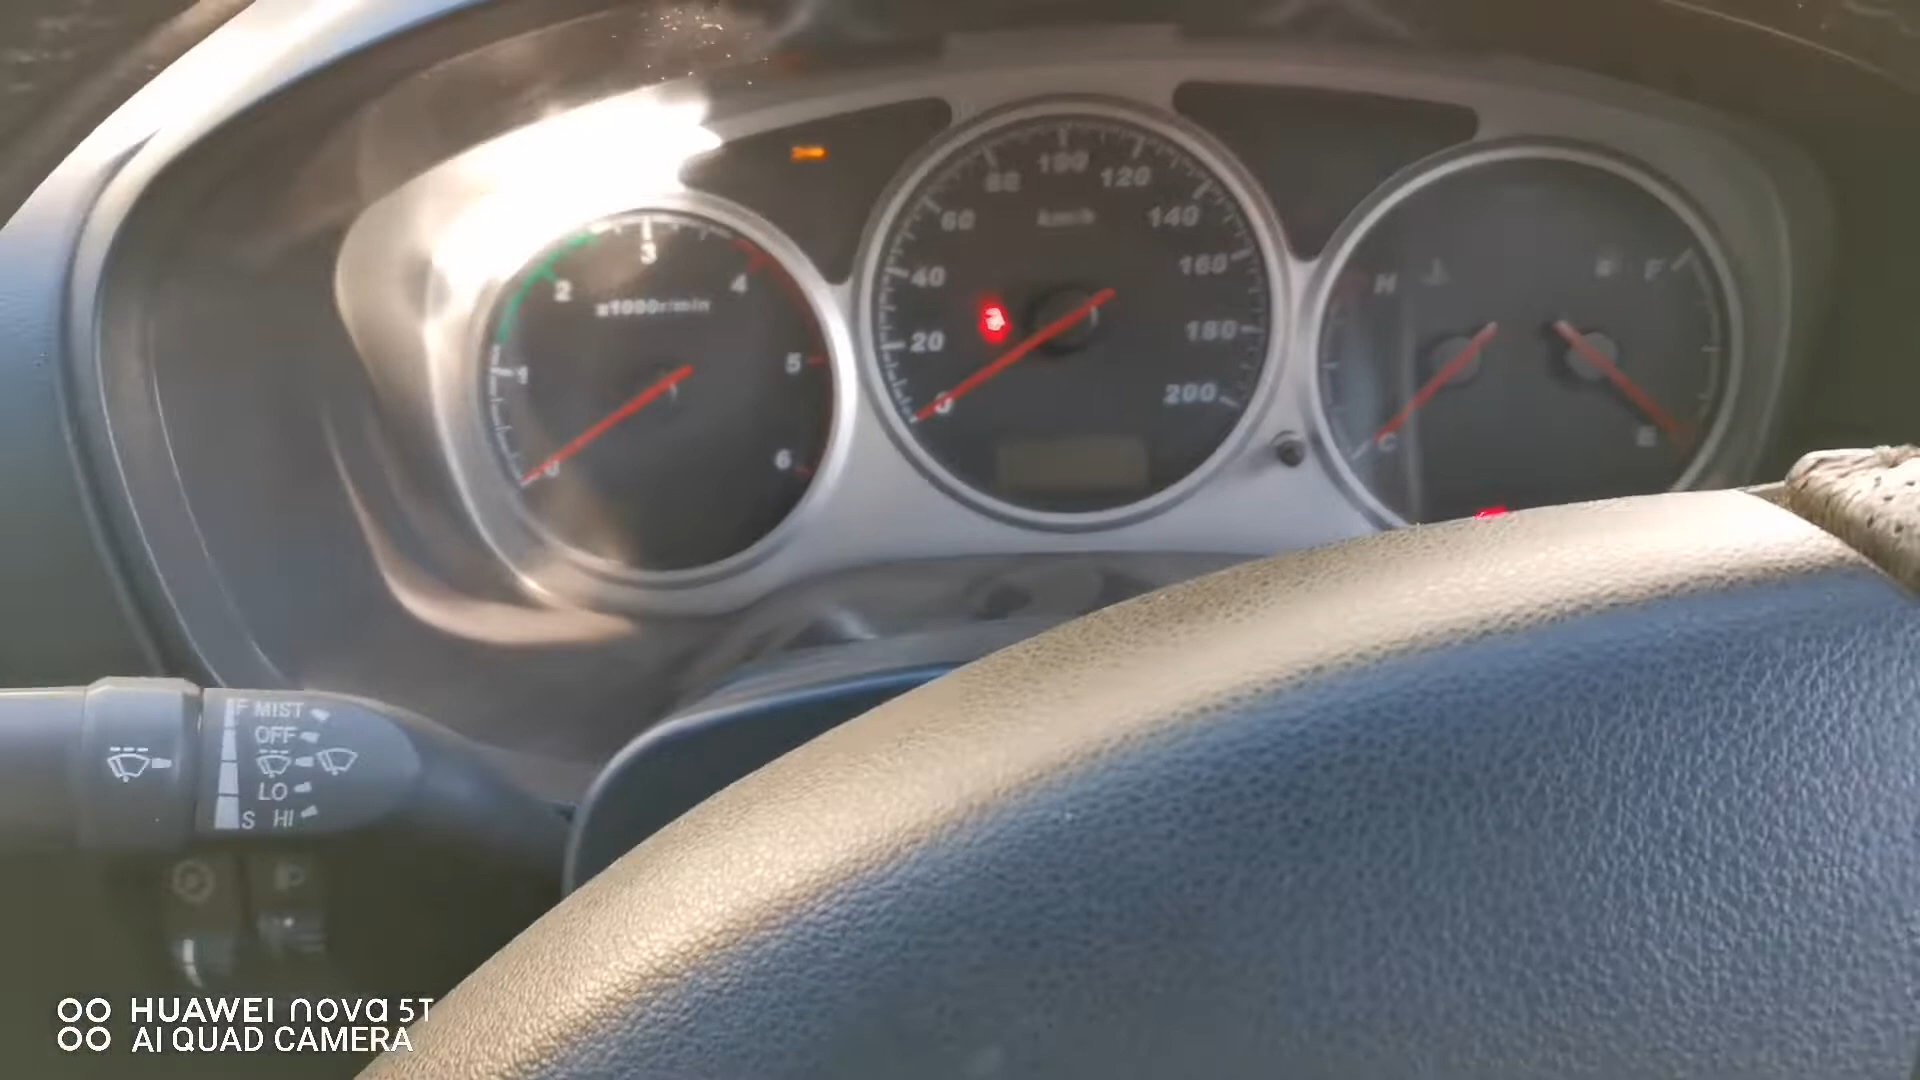 80 100 120
60 km/h 140
40 160
20 180
0 200
3
2 4
x1000r/min
1 5
0 6
H F
C E
F MIST
OFF
LO
S HI
HUAWEI nova 5T
AI QUAD CAMERA